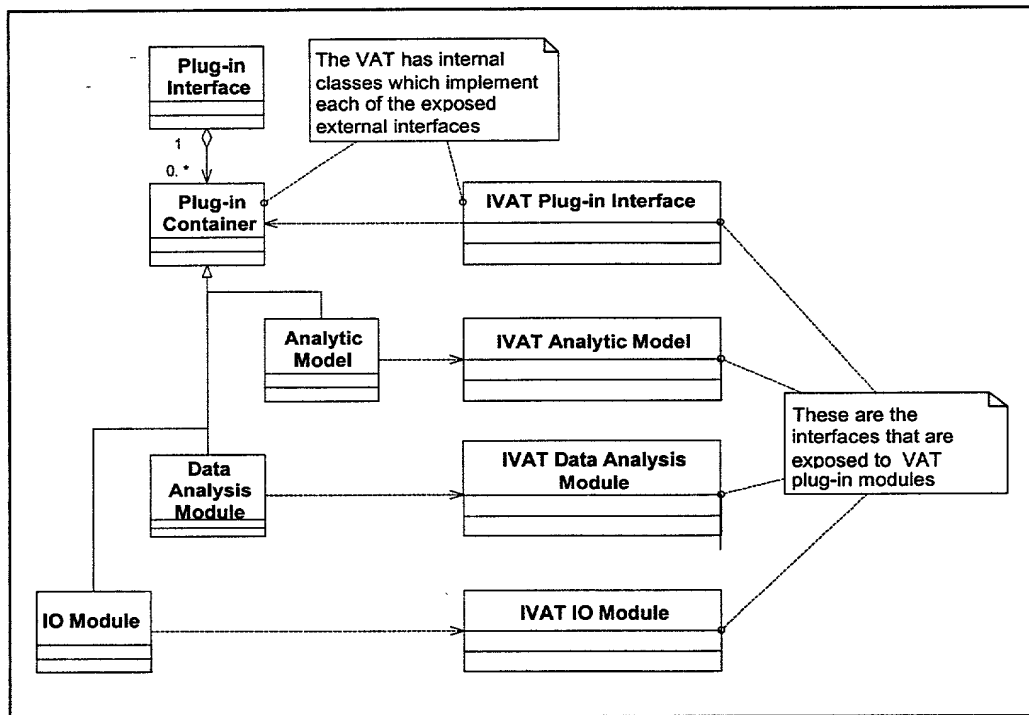 Plug-in
Interface
The VAT has internal
classes which implement
each of the exposed
external interfaces
1
0. *
Plug-in
Container
IVAT Plug-in Interface
Analytic
Model
IVAT Analytic Model
These are the
interfaces that are
exposed to VAT
plug-in modules
Data
Analysis
Module
IVAT Data Analysis
Module
IO Module
IVAT IO Module